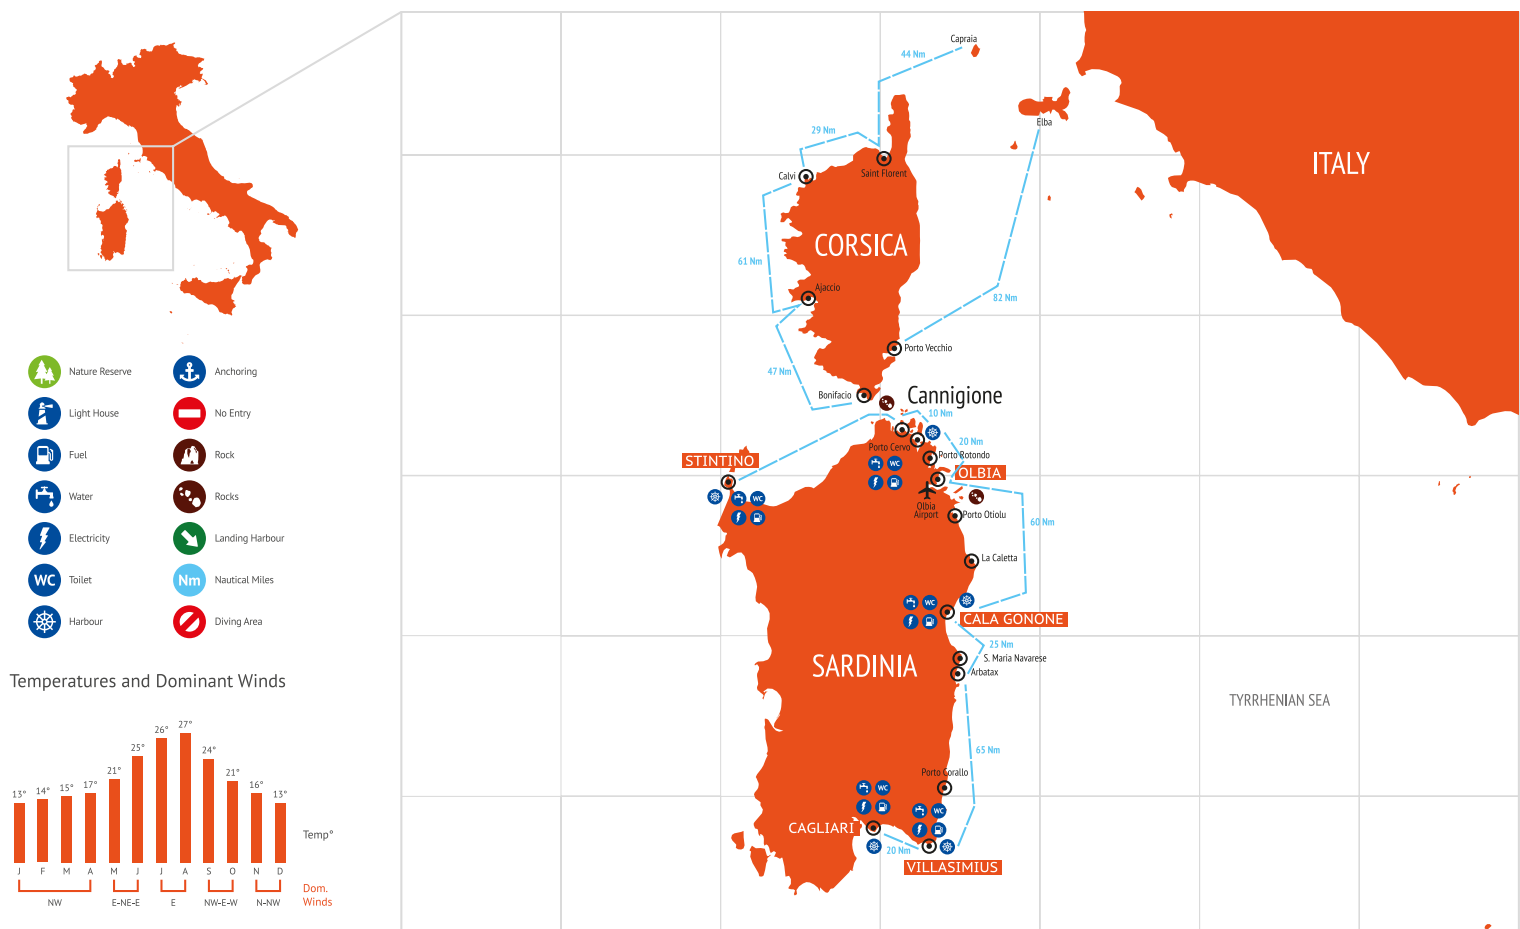 Capraia
44 Nm
Elba
29 Nm
ITALY
Saint Florent
Calvi
CORSICA
61 Nm
Ajaccio
82 Nm
Porto Vecchio
47 Nm
Bonifacio
Cannigione
10 Nm
Porto Cervo
20 Nm
Porto Rotondo
STINTINO
WC
OLBIA
WC
Olbia
Airport
Porto Otiolu
60 Nm
La Caletta
WC
CALA GONONE
25 Nm
S. Maria Navarese
SARDINIA
Arbatax
TYRRHENIAN SEA
65 Nm
Porto Corallo
WC
WC
CAGLIARI
20 Nm
VILLASIMIUS
Nature Reserve
Anchoring
Light House
No Entry
Fuel
Rock
Water
Rocks
Electricity
Landing Harbour
WC
Toilet
Nm
Nautical Miles
Harbour
Diving Area
Temperatures and Dominant Winds
13° 14° 15° 17° 21° 25° 26° 27° 24° 21° 16° 13°
Temp°
J F M A M J J A S O N D
Dom.
Winds
NW E-NE-E E NW-E-W N-NW